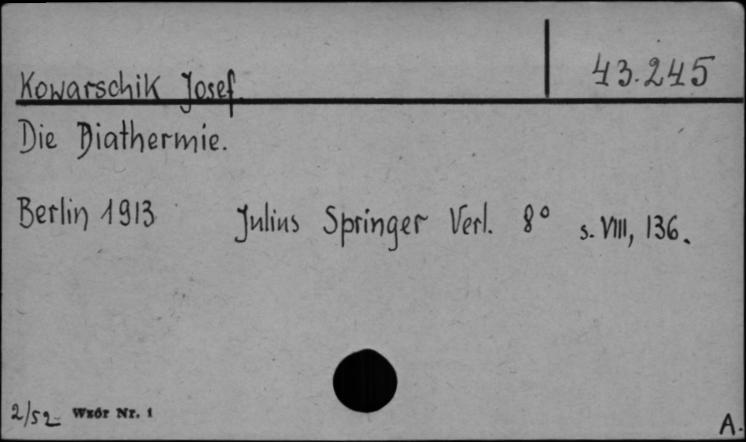 43.245
Kowarschik Josef.
Die Diathermie.
Berlin 1913 Julius Springer Verl. 8° s. VIII, 136.
2/52 Wzór Nr. 1
A.